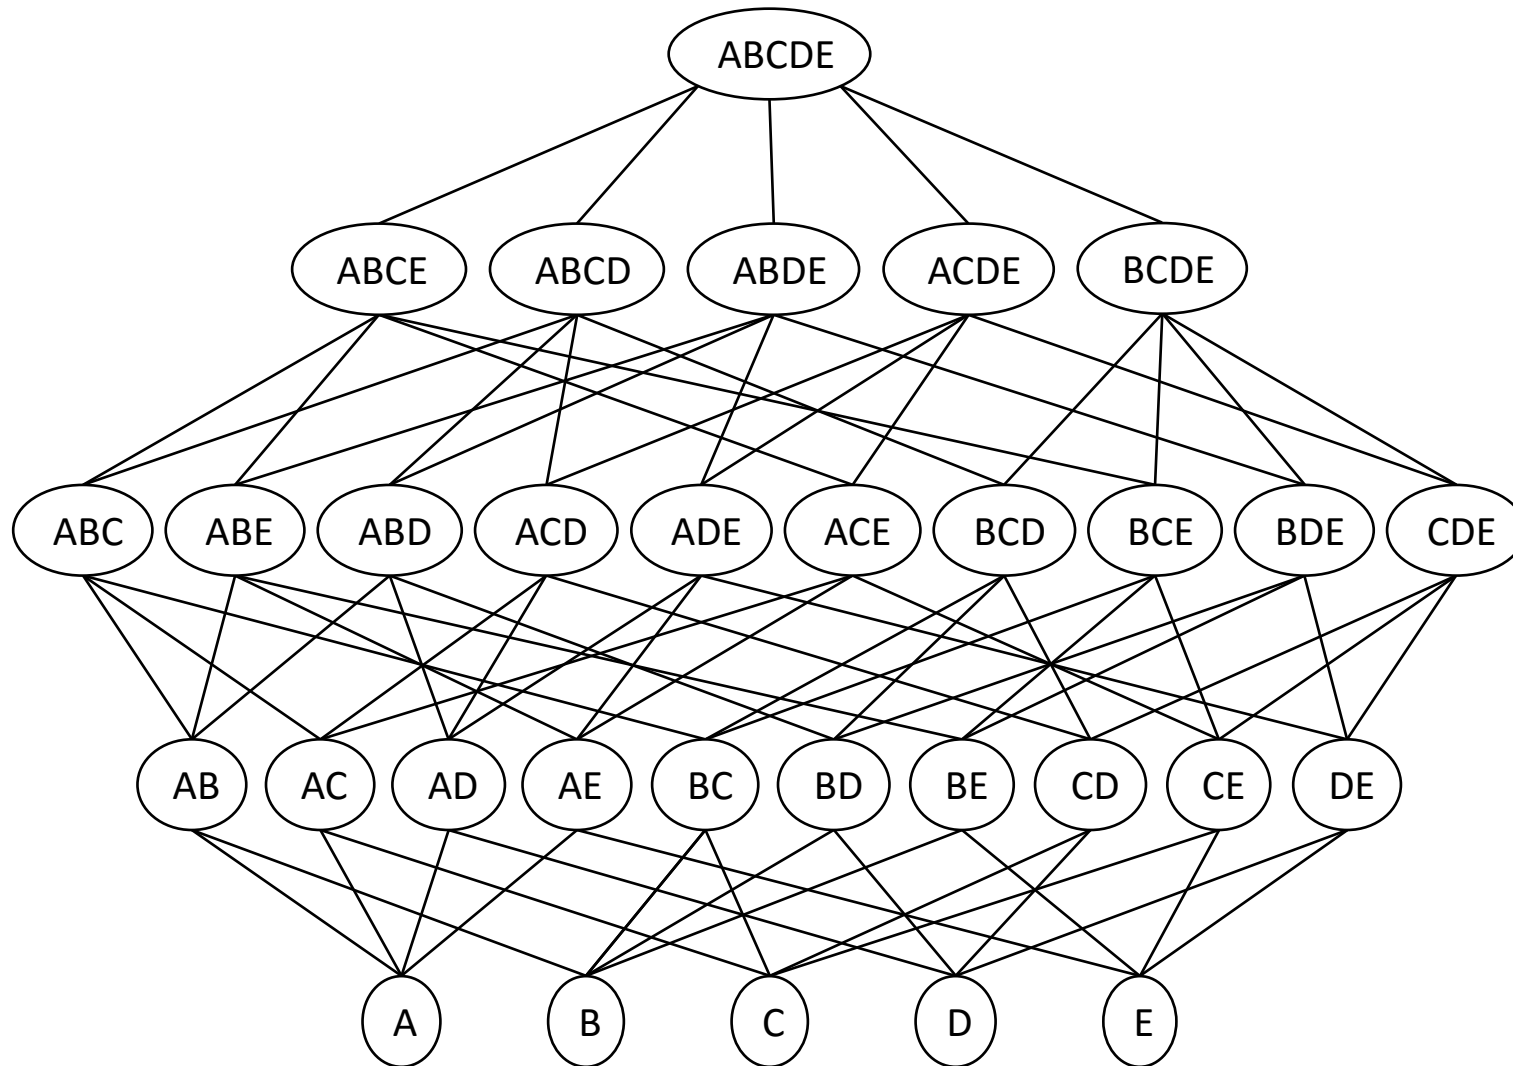 ABCDE
ABCE ABCD ABDE ACDE BCDE
ABC ABE ABD ACD ADE ACE BCD BCE BDE CDE
AB AC AD AE BC BD BE CD CE DE
A B C D E